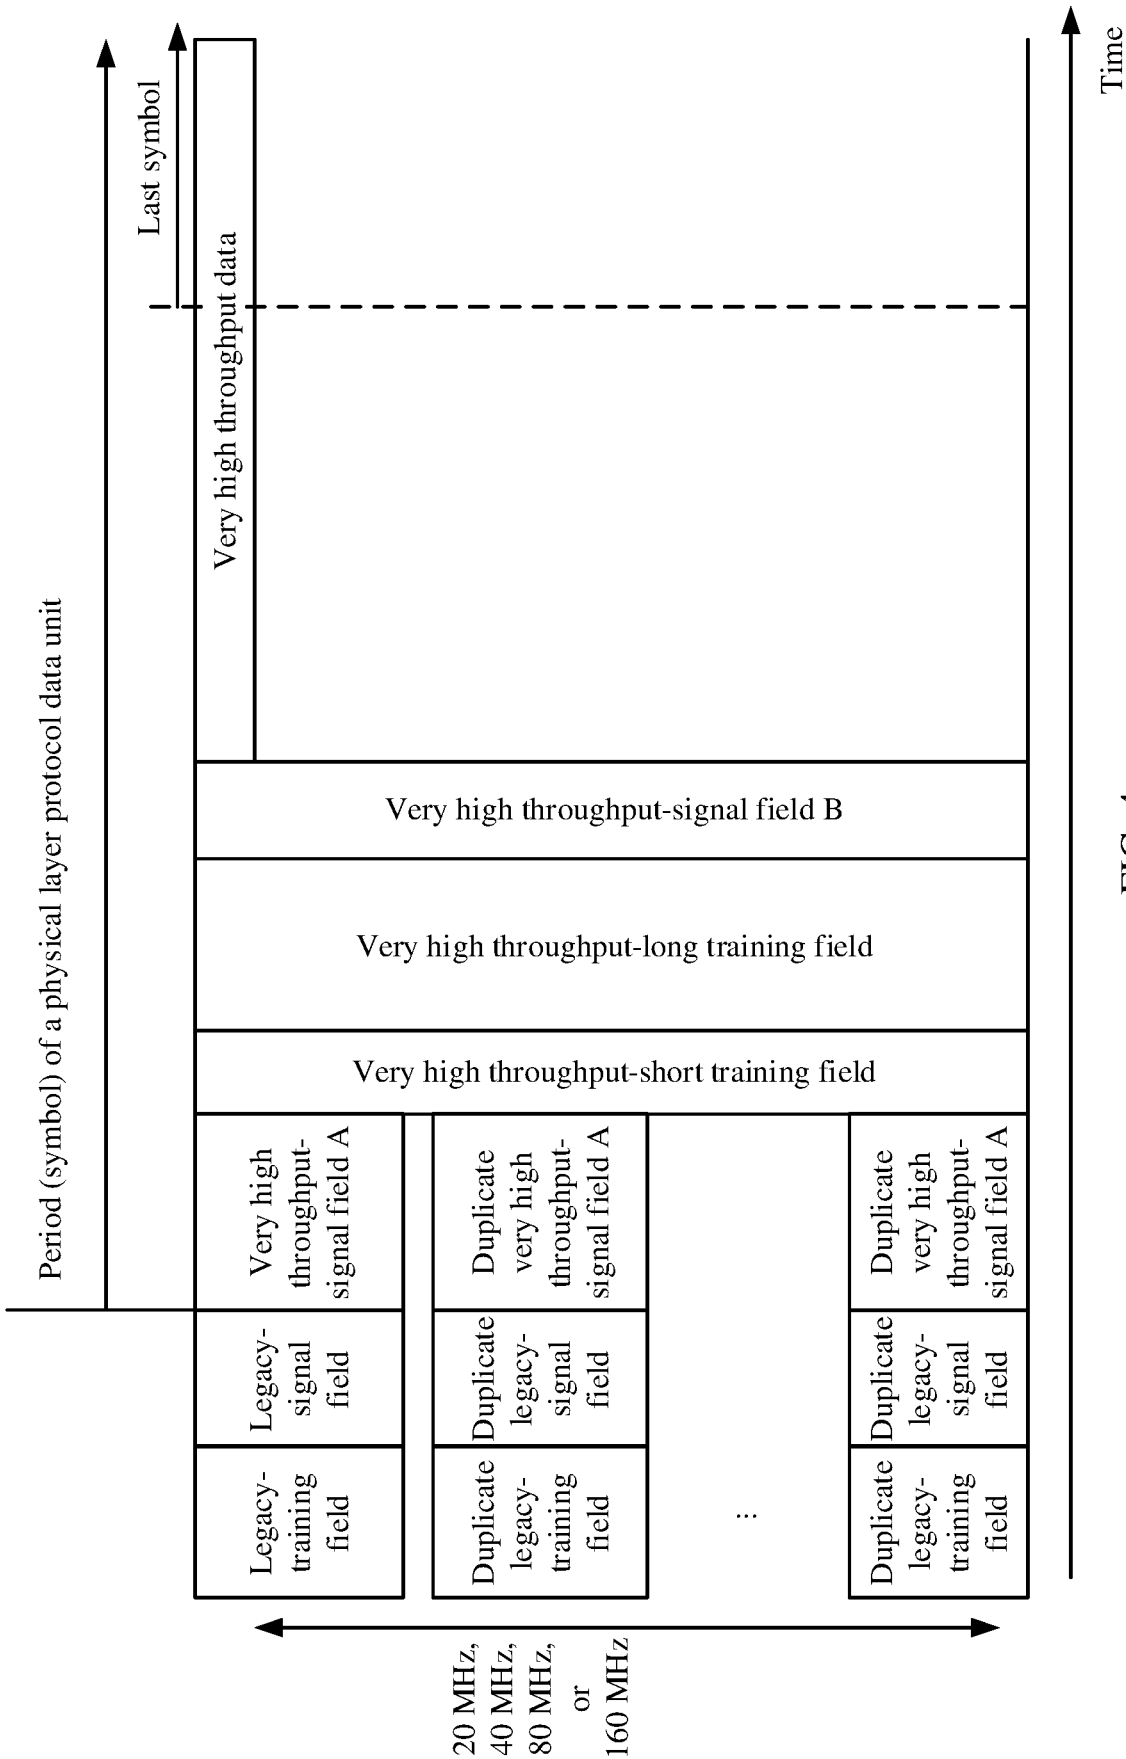 Period (symbol) of a physical layer protocol data unit
Last symbol
20 MHz,
40 MHz,
80 MHz,
or
160 MHz
Legacy-
training
field
Legacy-
signal
field
Very high
throughput-
signal field A
Duplicate
legacy-
training
field
Duplicate
legacy-
signal
field
Duplicate
very high
throughput-
signal field A
...
Duplicate
legacy-
training
field
Duplicate
legacy-
signal
field
Duplicate
very high
throughput-
signal field A
Very high throughput-short training field
Very high throughput-long training field
Very high throughput-signal field B
Very high throughput data
Time